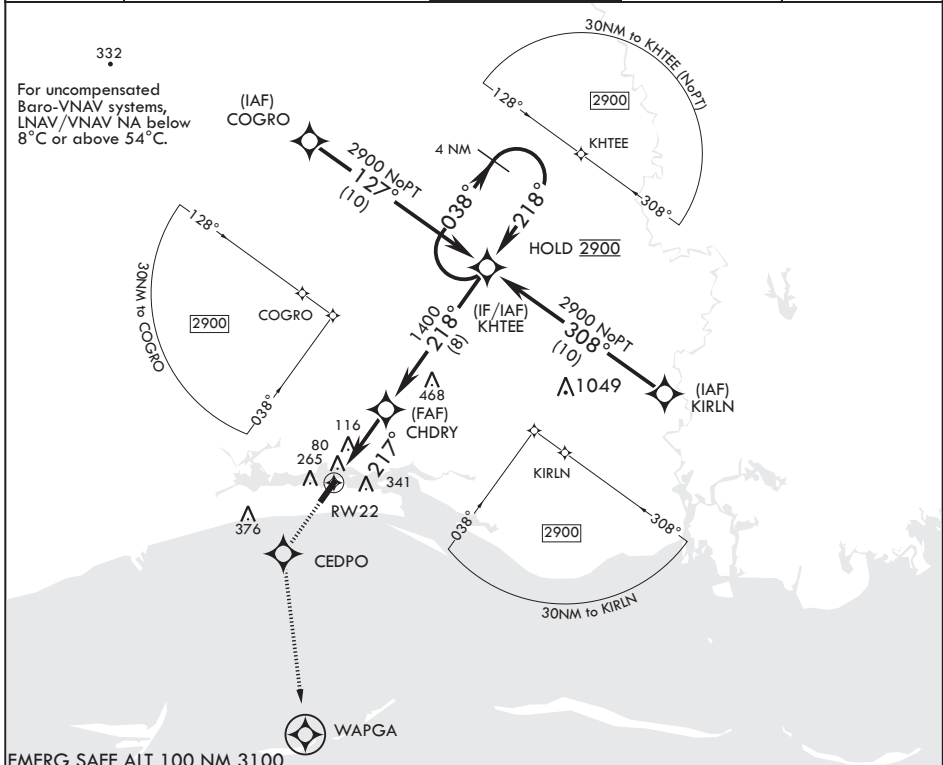 332
For uncompensated
Baro-VNAV systems,
LNAV/VNAV NA below
8°C or above 54°C.
(IAF)
COGRO
2900 NoPT
127°
(10)
4 NM
038°
218°
HOLD 2900
(IF/IAF)
KHTEE
30NM to KHTEE (NoPT)
2900
128°
KHTEE
308°
128°
30NM to COGRO
2900
COGRO
038°
2900 NoPT
308°
(10)
1049
(IAF)
KIRLN
1400
218°
(8)
468
(FAF)
CHDRY
116
80
265
217°
341
RW22
376
CEDPO
KIRLN
038°
2900
308°
30NM to KIRLN
WAPGA
EMERG SAFE ALT 100 NM 3100